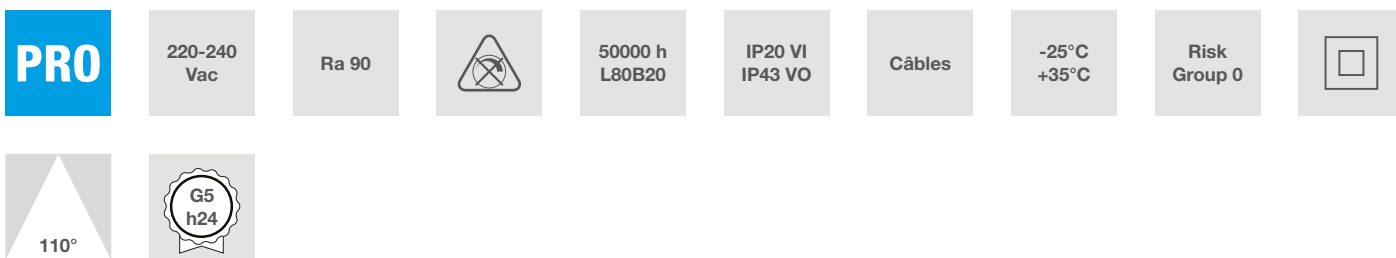 PRO
220-240
Vac
Ra 90
50000 h
L80B20
IP20 VI
IP43 VO
Câbles
-25°C
+35°C
Risk
Group 0
110°
G5
h24